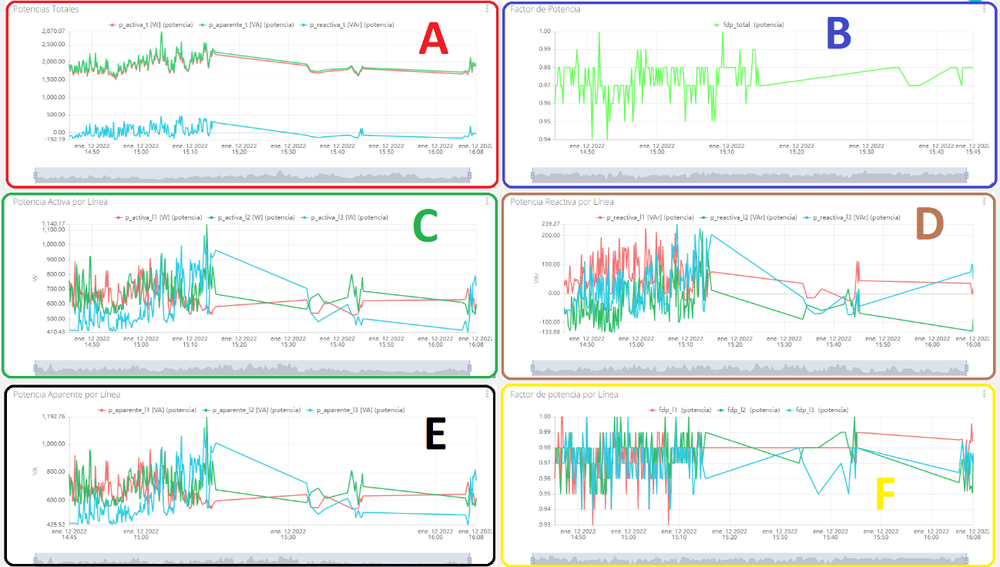 Potencias Totales
p_activa_t [W] (potencia) p_aparente_t [VA] (potencia) p_reactiva_t [VAr] (potencia)
A
2,870.07
2,500.00
2,000.00
1,500.00
1,000.00
500.00
0.00
-192.19
ene. 12 2022 ene. 12 2022 ene. 12 2022 ene. 12 2022 ene. 12 2022 ene. 12 2022 ene. 12 2022 ene. 12 2022 ene. 12 2022
14:50 15:00 15:10 15:20 15:30 15:40 15:50 16:00 16:08
Factor de Potencia
fdp_total (potencia)
B
1.00
0.99
0.98
0.97
0.96
0.95
0.94
ene. 12 2022 ene. 12 2022 ene. 12 2022 ene. 12 2022 ene. 12 2022 ene. 12 2022 ene. 12 2022
14:50 15:00 15:10 15:20 15:30 15:40 15:45
Potencia Activa por Línea
p_activa_l1 [W] (potencia) p_activa_l2 [W] (potencia) p_activa_l3 [W] (potencia)
C
1,140.17
1,100.00
1,000.00
900.00
800.00
W
700.00
600.00
500.00
410.43
ene. 12 2022 ene. 12 2022 ene. 12 2022 ene. 12 2022 ene. 12 2022 ene. 12 2022 ene. 12 2022 ene. 12 2022 ene. 12 2022
14:50 15:00 15:10 15:20 15:30 15:40 15:50 16:00 16:08
Potencia Reactiva por Línea
p_reactiva_l1 [VAr] (potencia) p_reactiva_l2 [VAr] (potencia) p_reactiva_l3 [VAr] (potencia)
D
239.27
200.00
100.00
VAr
0.00
-100.00
-133.88
ene. 12 2022 ene. 12 2022 ene. 12 2022 ene. 12 2022 ene. 12 2022 ene. 12 2022 ene. 12 2022 ene. 12 2022 ene. 12 2022
14:50 15:00 15:10 15:20 15:30 15:40 15:50 16:00 16:08
Potencia Aparente por Línea
p_aparente_l1 [VA] (potencia) p_aparente_l2 [VA] (potencia) p_aparente_l3 [VA] (potencia)
E
1,192.76
1,000.00
800.00
VA
600.00
425.52
ene. 12 2022 ene. 12 2022 ene. 12 2022 ene. 12 2022 ene. 12 2022
14:45 15:00 15:30 16:00 16:08
Factor de potencia por Línea
fdp_l1 (potencia) fdp_l2 (potencia) fdp_l3 (potencia)
1.00
0.99
0.98
0.97
0.96
0.95
F
0.94
0.93
ene. 12 2022 ene. 12 2022 ene. 12 2022 ene. 12 2022 ene. 12 2022 ene. 12 2022 ene. 12 2022 ene. 12 2022 ene. 12 2022
14:50 15:00 15:10 15:20 15:30 15:40 15:50 16:00 16:08